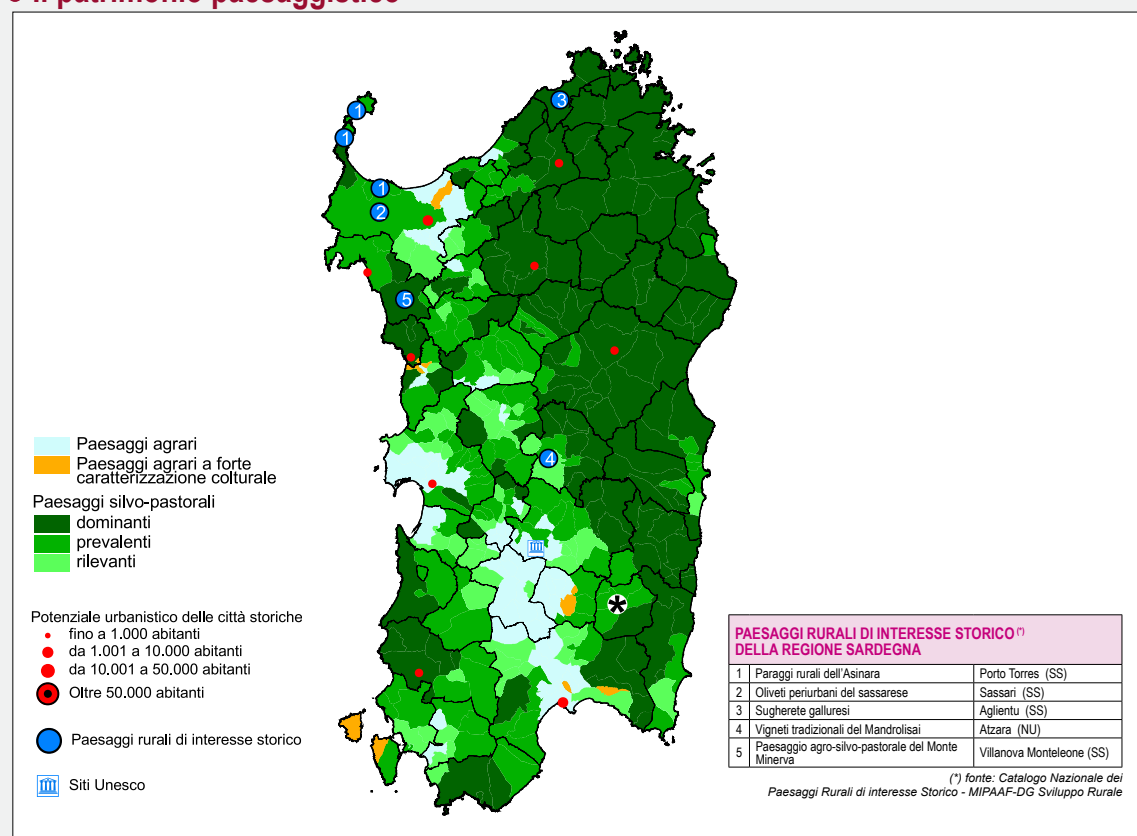 e il patrimonio paesaggistico
3
1
1
1
2
5
4
*
Paesaggi agrari
Paesaggi agrari a forte
caratterizzazione colturale
Paesaggi silvo-pastorali
dominanti
prevalenti
rilevanti
Potenziale urbanistico delle città storiche
fino a 1.000 abitanti
da 1.001 a 10.000 abitanti
da 10.001 a 50.000 abitanti
Oltre 50.000 abitanti
Paesaggi rurali di interesse storico
Siti Unesco
PAESAGGI RURALI DI INTERESSE STORICO (*)
DELLA REGIONE SARDEGNA
1 Paraggi rurali dell'Asinara Porto Torres (SS)
2 Oliveti periurbani del sassarese Sassari (SS)
3 Sugherete galluresi Aglientu (SS)
4 Vigneti tradizionali del Mandrolisai Atzara (NU)
5 Paesaggio agro-silvo-pastorale del Monte Minerva Villanova Monteleone (SS)
(*) fonte: Catalogo Nazionale dei
Paesaggi Rurali di interesse Storico - MIPAAF-DG Sviluppo Rurale